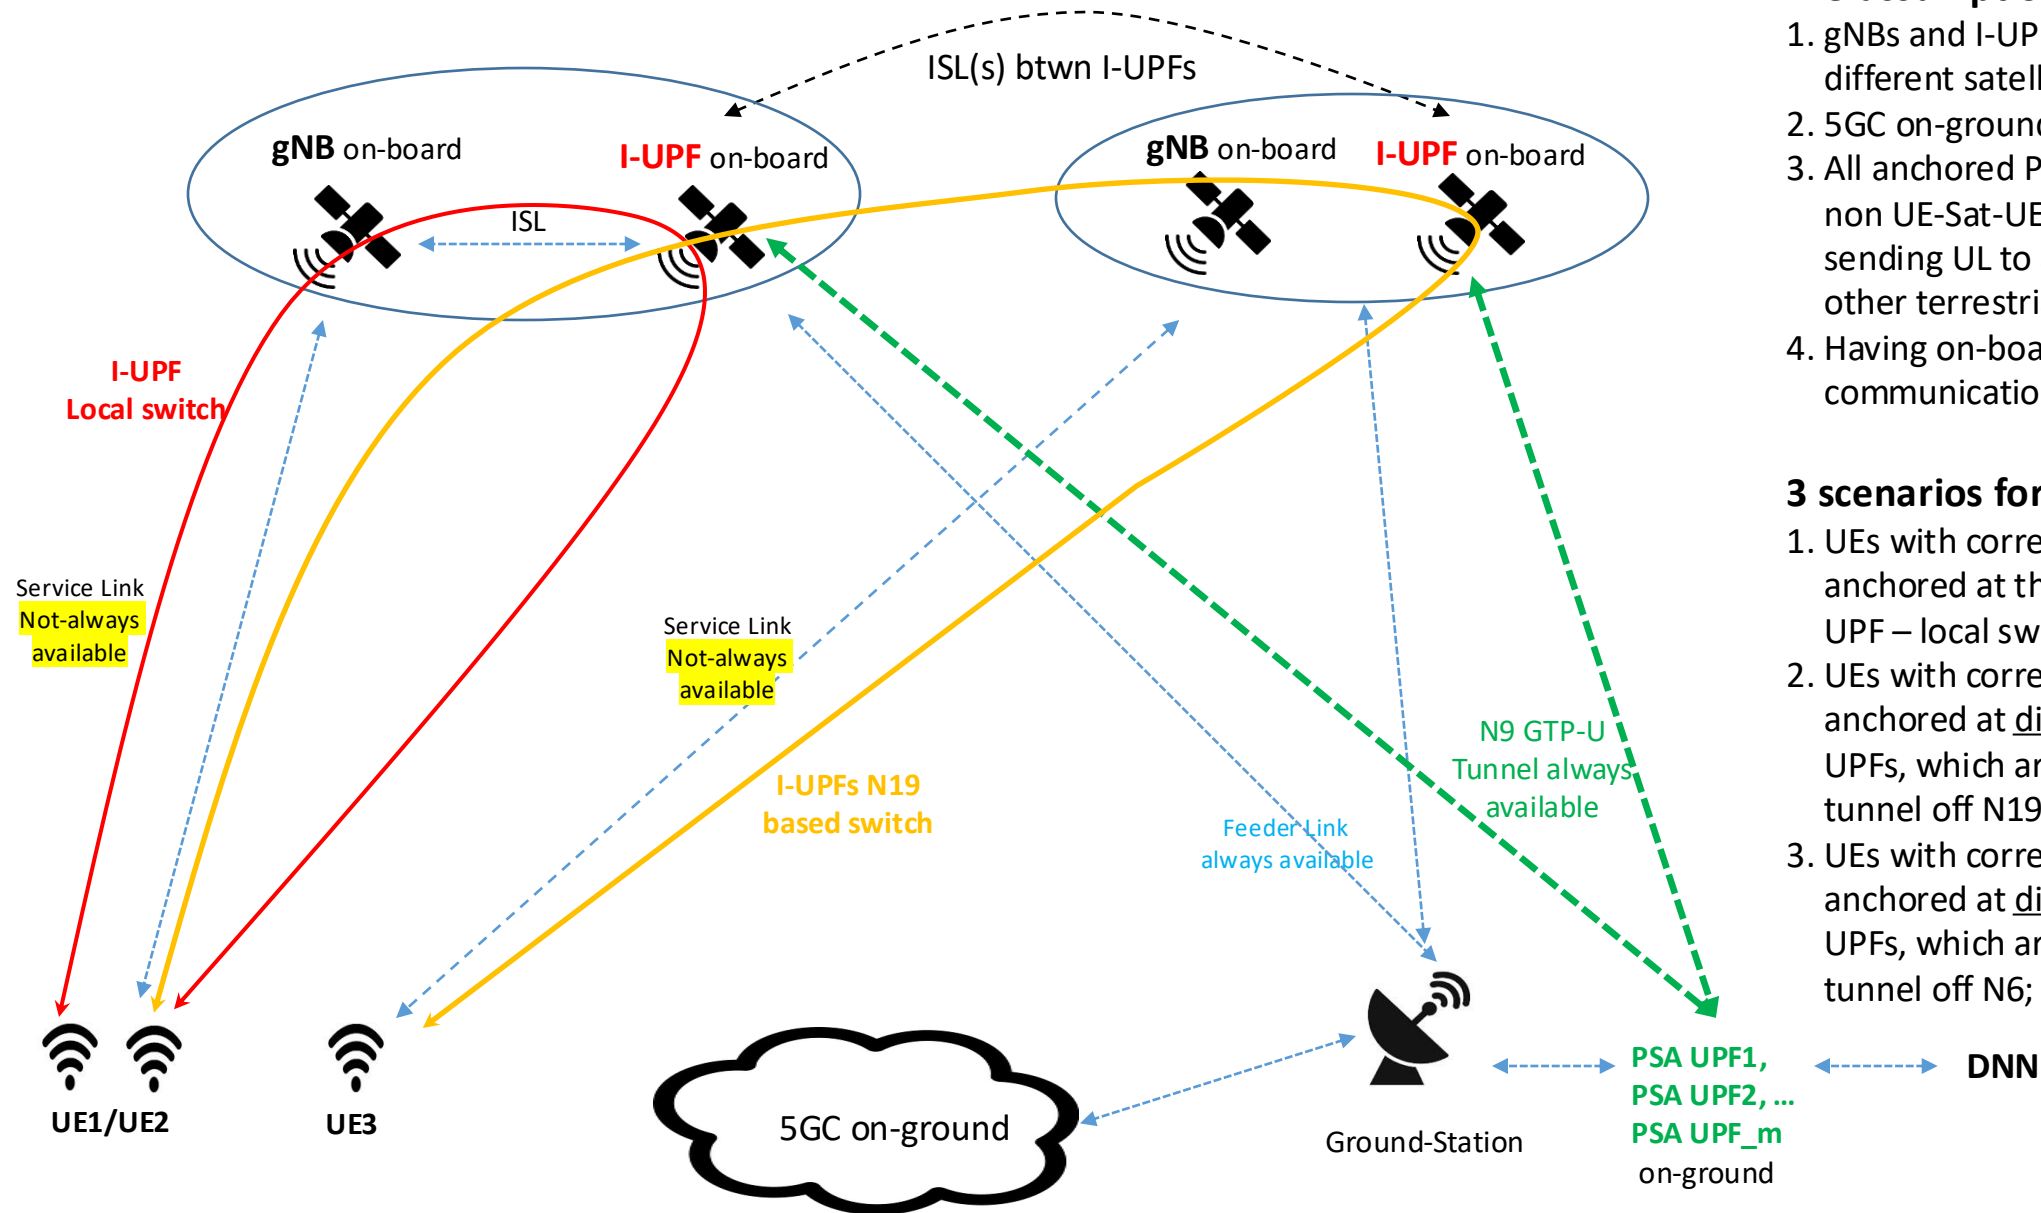 ISL(s) btwn I-UPFs
gNB on-board
I-UPF on-board
gNB on-board
I-UPF on-board
ISL
I-UPF
Local switch
Service Link
Not-always
available
Service Link
Not-always
available
I-UPFs N19
based switch
N9 GTP-U
Tunnel always
available
Feeder Link
always available
UE1/UE2
UE3
5GC on-ground
Ground-Station
PSA UPF1,
PSA UPF2, ...
PSA UPF_m
on-ground
DNN
1. gNBs and I-UP
different satell
2. 5GC on-ground
3. All anchored P
non UE-Sat-UE
sending UL to
other terrestri
4. Having on-boa
communicatio
3 scenarios for
1. UEs with corre
anchored at th
UPF – local sw
2. UEs with corre
anchored at di
UPFs, which ar
tunnel off N19
3. UEs with corre
anchored at di
UPFs, which ar
tunnel off N6;